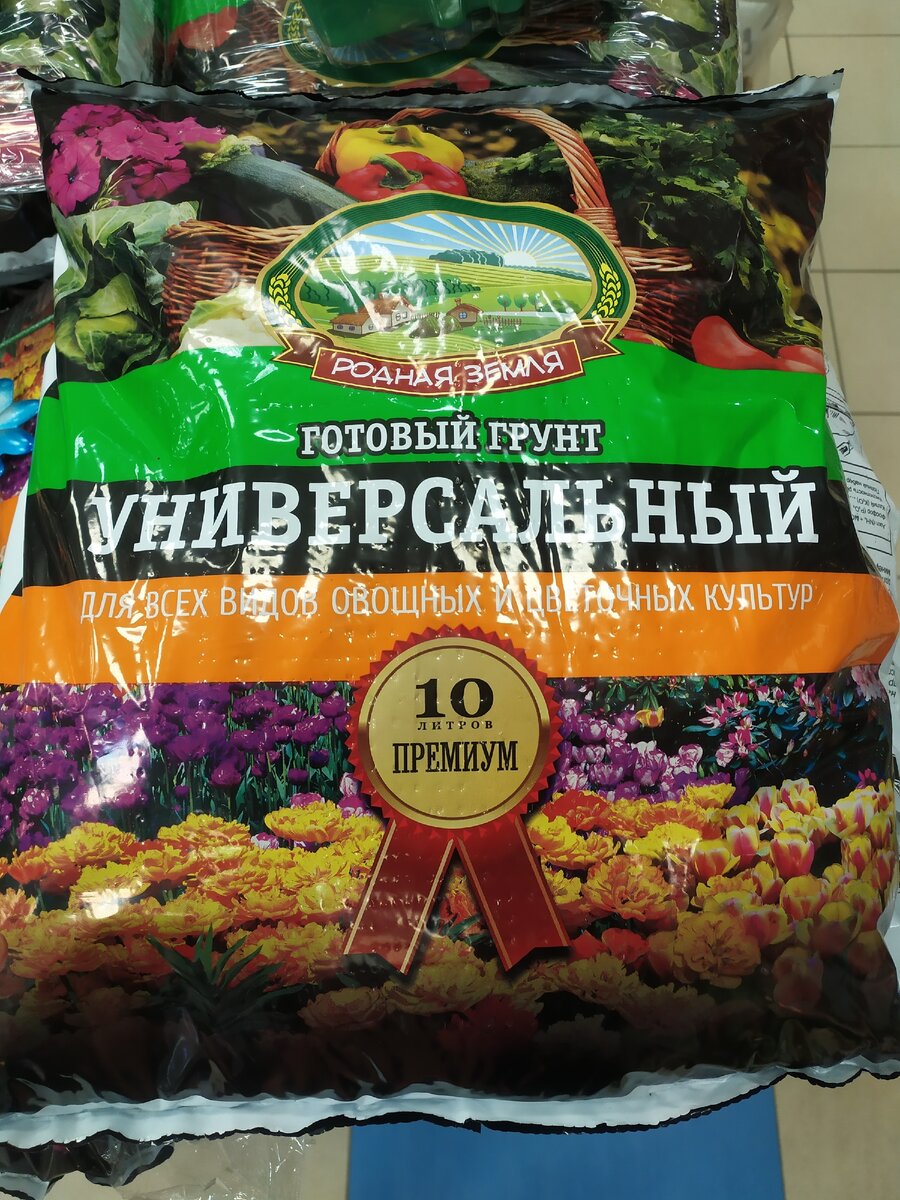 РОДНАЯ ЗЕМЛЯ
ГОТОВЫЙ ГРУНТ
УНИВЕРСАЛЬНЫЙ
ДЛЯ ВСЕХ ВИДОВ ОВОЩНЫХ И ЦВЕТОЧНЫХ КУЛЬТУР
10
ЛИТРОВ
ПРЕМИУМ